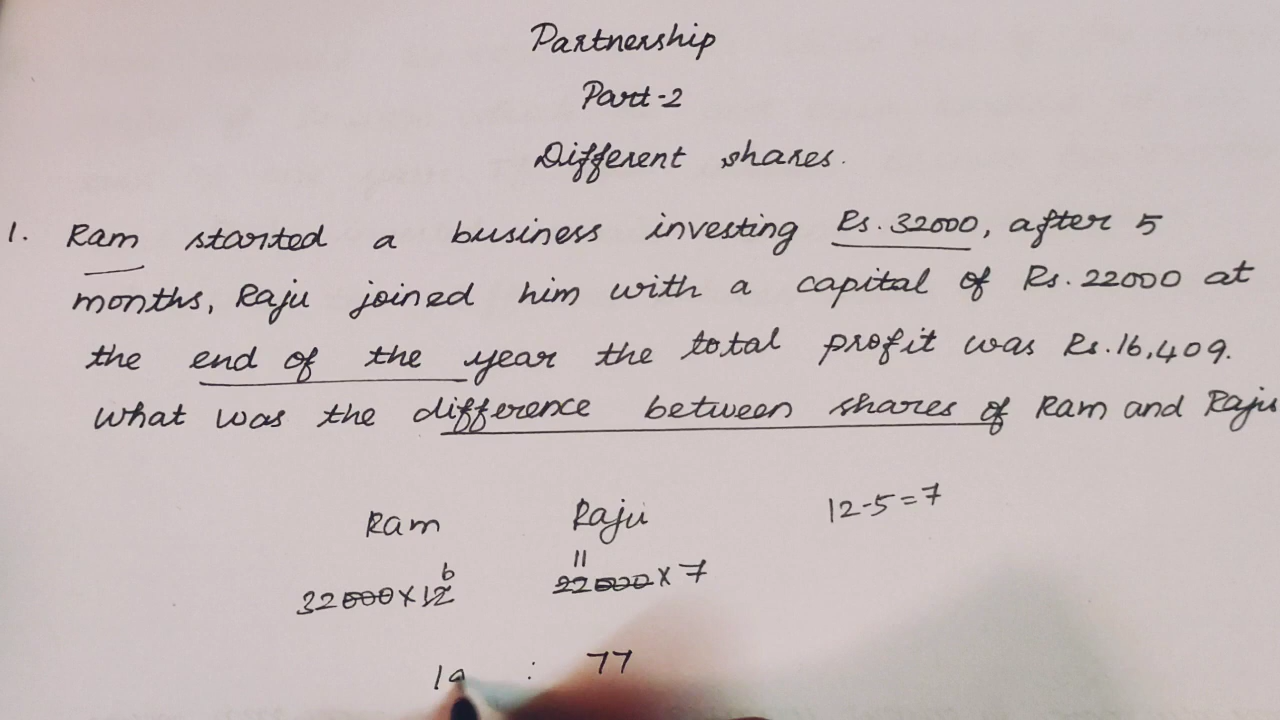 Partnership
Part-2
Different shares.
1. Ram started a business investing Rs. 32000, after 5
months, Raju joined him with a capital of Rs. 22000 at
the end of the year the total profit was Rs. 16,409.
What was the difference between shares of Ram and Raju
Ram Raju 12-5=7
6 11
32000×12 22000×7
19 : 77